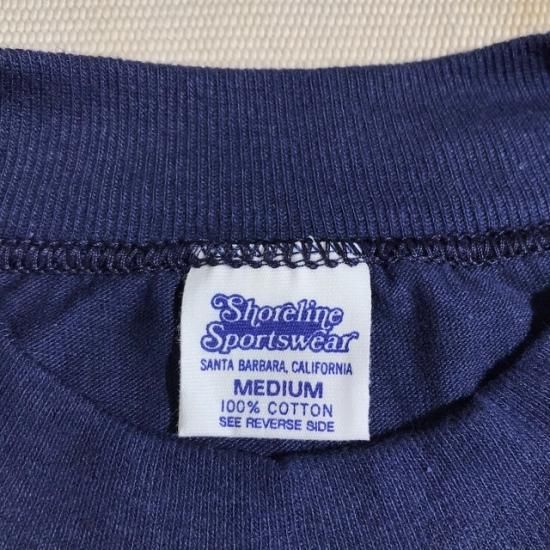 Shoreline
Sportswear
SANTA BARBARA, CALIFORNIA
MEDIUM
100% COTTON
SEE REVERSE SIDE